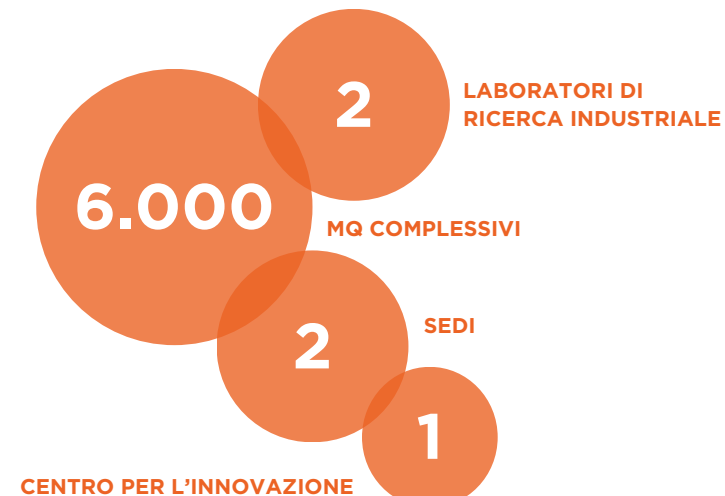 2
LABORATORI DI
RICERCA INDUSTRIALE
6.000
MQ COMPLESSIVI
2
SEDI
1
CENTRO PER L'INNOVAZIONE